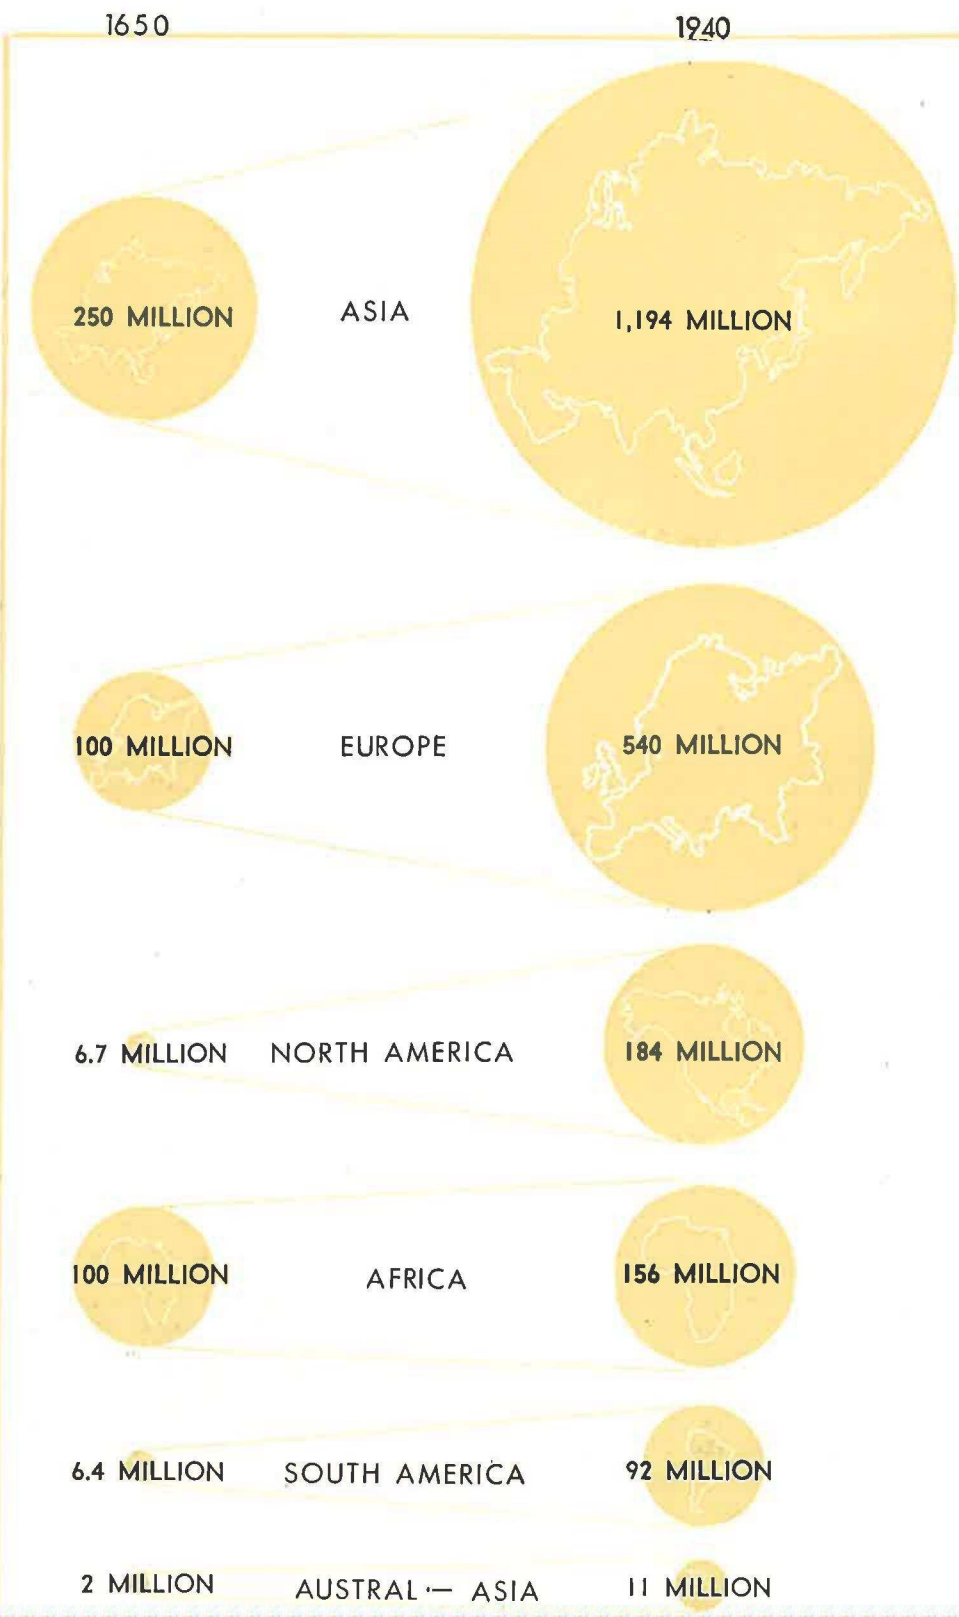 1650 1940
250 MILLION ASIA 1,194 MILLION
100 MILLION EUROPE 540 MILLION
6.7 MILLION NORTH AMERICA 184 MILLION
100 MILLION AFRICA 156 MILLION
6.4 MILLION SOUTH AMERICA 92 MILLION
2 MILLION AUSTRAL — ASIA 11 MILLION